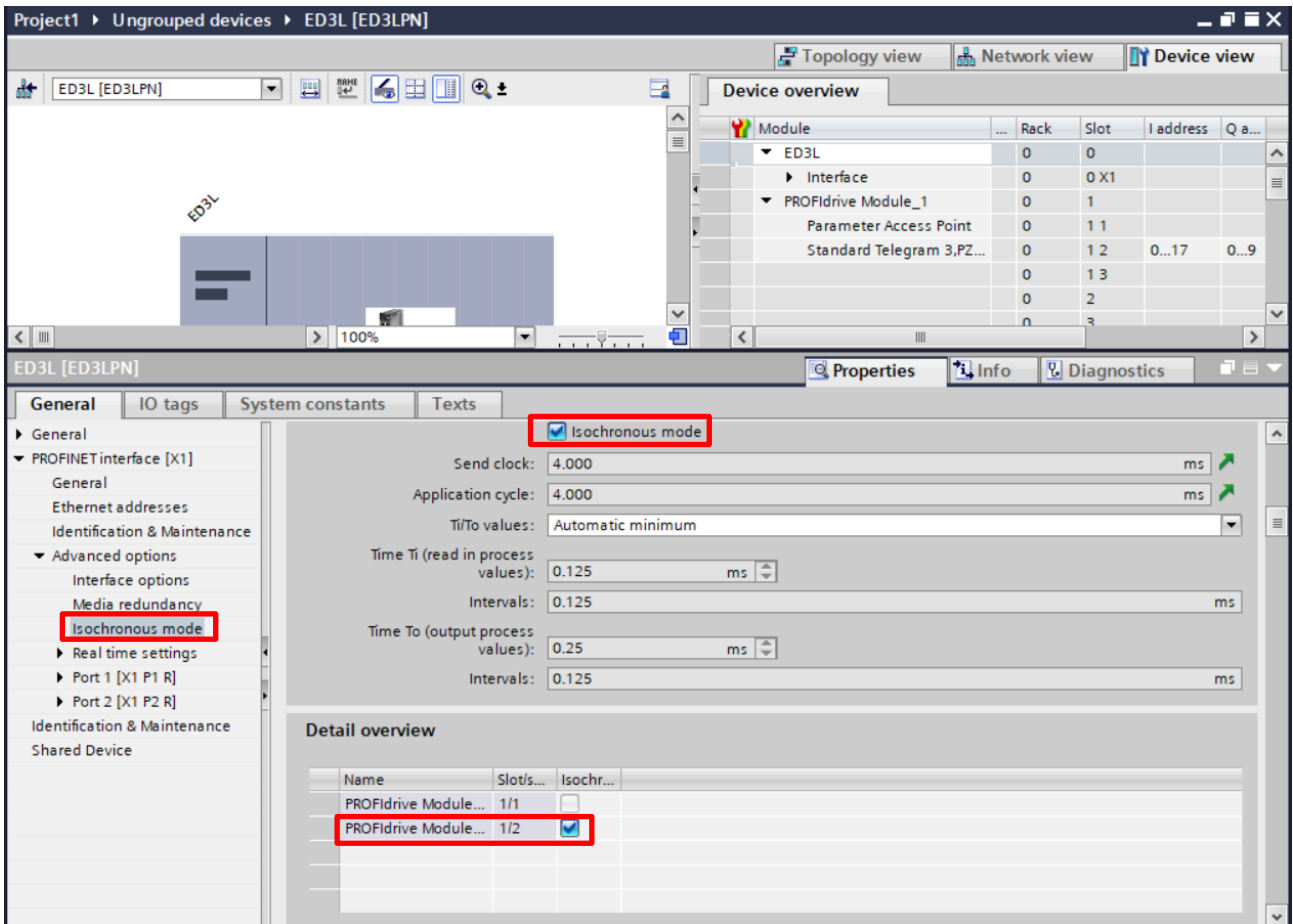 Project1 ▸ Ungrouped devices ▸ ED3L [ED3LPN]
Topology view
Network view
Device view
ED3L [ED3LPN]
Device overview
Module ... Rack Slot I address Q a...
ED3L 0 0
Interface 0 0 X1
PROFIdrive Module_1 0 1
Parameter Access Point 0 1 1
Standard Telegram 3,PZ... 0 1 2 0...17 0...9
0 1 3
0 2
0 3
ED3L
100%
ED3L [ED3LPN]
Properties
Info
Diagnostics
General
IO tags
System constants
Texts
General
PROFINET interface [X1]
General
Ethernet addresses
Identification & Maintenance
Advanced options
Interface options
Media redundancy
Isochronous mode
Real time settings
Port 1 [X1 P1 R]
Port 2 [X1 P2 R]
Identification & Maintenance
Shared Device
Isochronous mode
Send clock: 4.000 ms
Application cycle: 4.000 ms
Ti/To values: Automatic minimum
Time Ti (read in process
values): 0.125 ms
Intervals: 0.125 ms
Time To (output process
values): 0.25 ms
Intervals: 0.125 ms
Detail overview
Name Slot/s... Isochr...
PROFIdrive Module... 1/1
PROFIdrive Module... 1/2